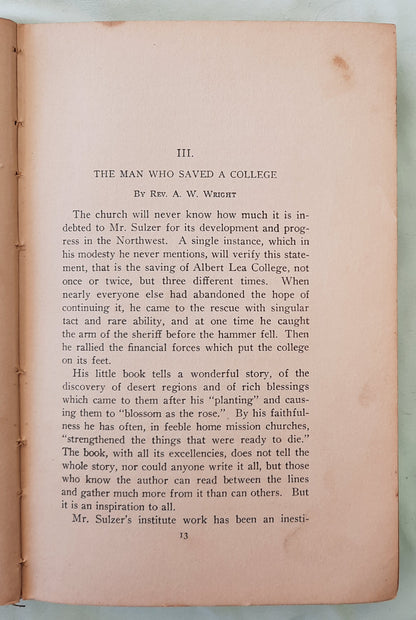 III.
THE MAN WHO SAVED A COLLEGE
By Rev. A. W. Wright
The church will never know how much it is in-
debted to Mr. Sulzer for its development and prog-
ress in the Northwest. A single instance, which in
his modesty he never mentions, will verify this state-
ment, that is the saving of Albert Lea College, not
once or twice, but three different times. When
nearly everyone else had abandoned the hope of
continuing it, he came to the rescue with singular
tact and rare ability, and at one time he caught
the arm of the sheriff before the hammer fell. Then
he rallied the financial forces which put the college
on its feet.
His little book tells a wonderful story, of the
discovery of desert regions and of rich blessings
which came to them after his "planting" and caus-
ing them to "blossom as the rose." By his faithful-
ness he has often, in feeble home mission churches,
"strengthened the things that were ready to die."
The book, with all its excellencies, does not tell the
whole story, nor could anyone write it all, but those
who know the author can read between the lines
and gather much more from it than can others. But
it is an inspiration to all.
Mr. Sulzer's institute work has been an inesti-
13